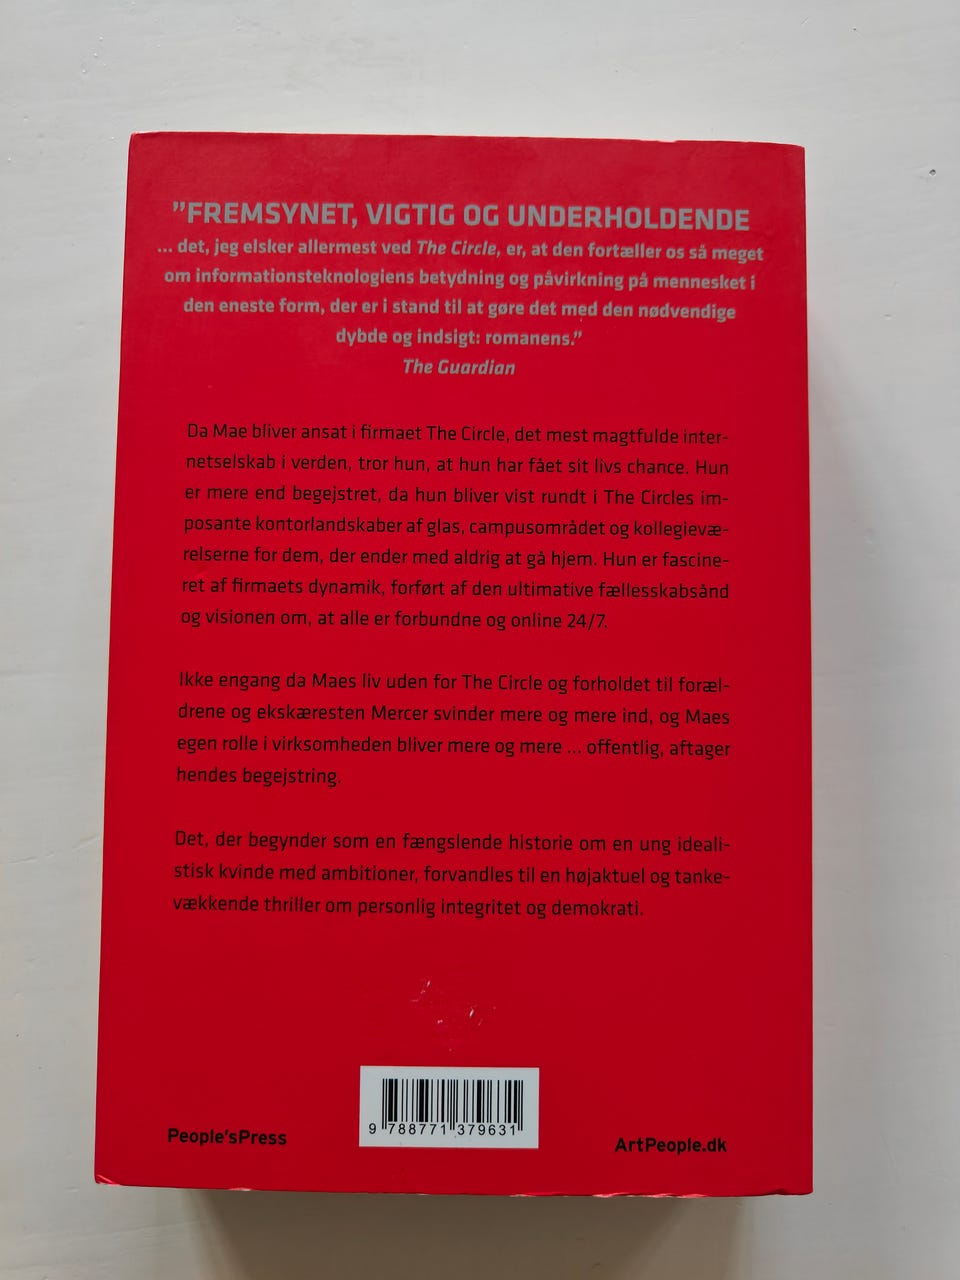 ”FREMSYNET, VIGTIG OG UNDERHOLDENDE
... det, jeg elsker allermest ved The Circle, er, at den fortæller os så meget
om informationsteknologiens betydning og påvirkning på mennesket i
den eneste form, der er i stand til at gøre det med den nødvendige
dybde og indsigt: romanens.”
The Guardian
Da Mae bliver ansat i firmaet The Circle, det mest magtfulde inter-
netselskab i verden, tror hun, at hun har fået sit livs chance. Hun
er mere end begejstret, da hun bliver vist rundt i The Circles im-
posante kontorlandskaber af glas, campusområdet og kollegievæ-
relserne for dem, der ender med aldrig at gå hjem. Hun er fascine-
ret af firmaets dynamik, forført af den ultimative fællesskabsånd
og visionen om, at alle er forbundne og online 24/7.
Ikke engang da Maes liv uden for The Circle og forholdet til foræl-
drene og ekskæresten Mercer svinder mere og mere ind, og Maes
egen rolle i virksomheden bliver mere og mere ... offentlig, aftager
hendes begejstring.
Det, der begynder som en fængslende historie om en ung ideali-
stisk kvinde med ambitioner, forvandles til en højaktuel og tanke-
vækkende thriller om personlig integritet og demokrati.
9 788771 379631
People'sPress
ArtPeople.dk